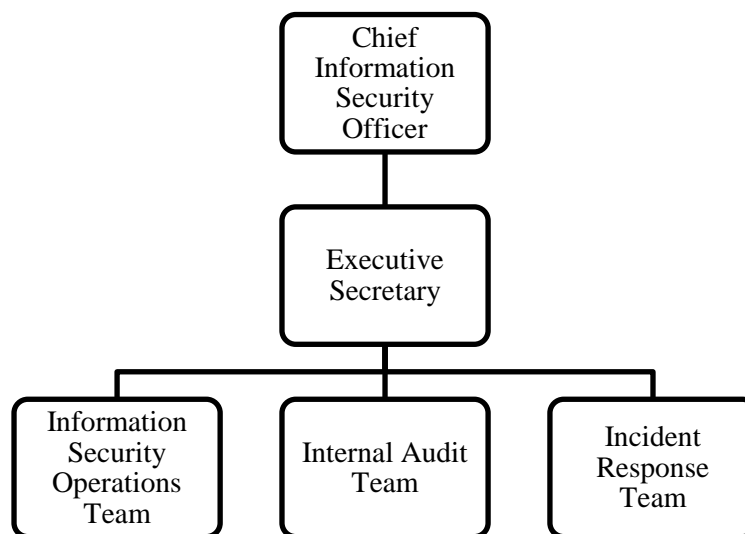 Chief
Information
Security
Officer
Executive
Secretary
Information
Security
Operations
Team
Internal Audit
Team
Incident
Response
Team